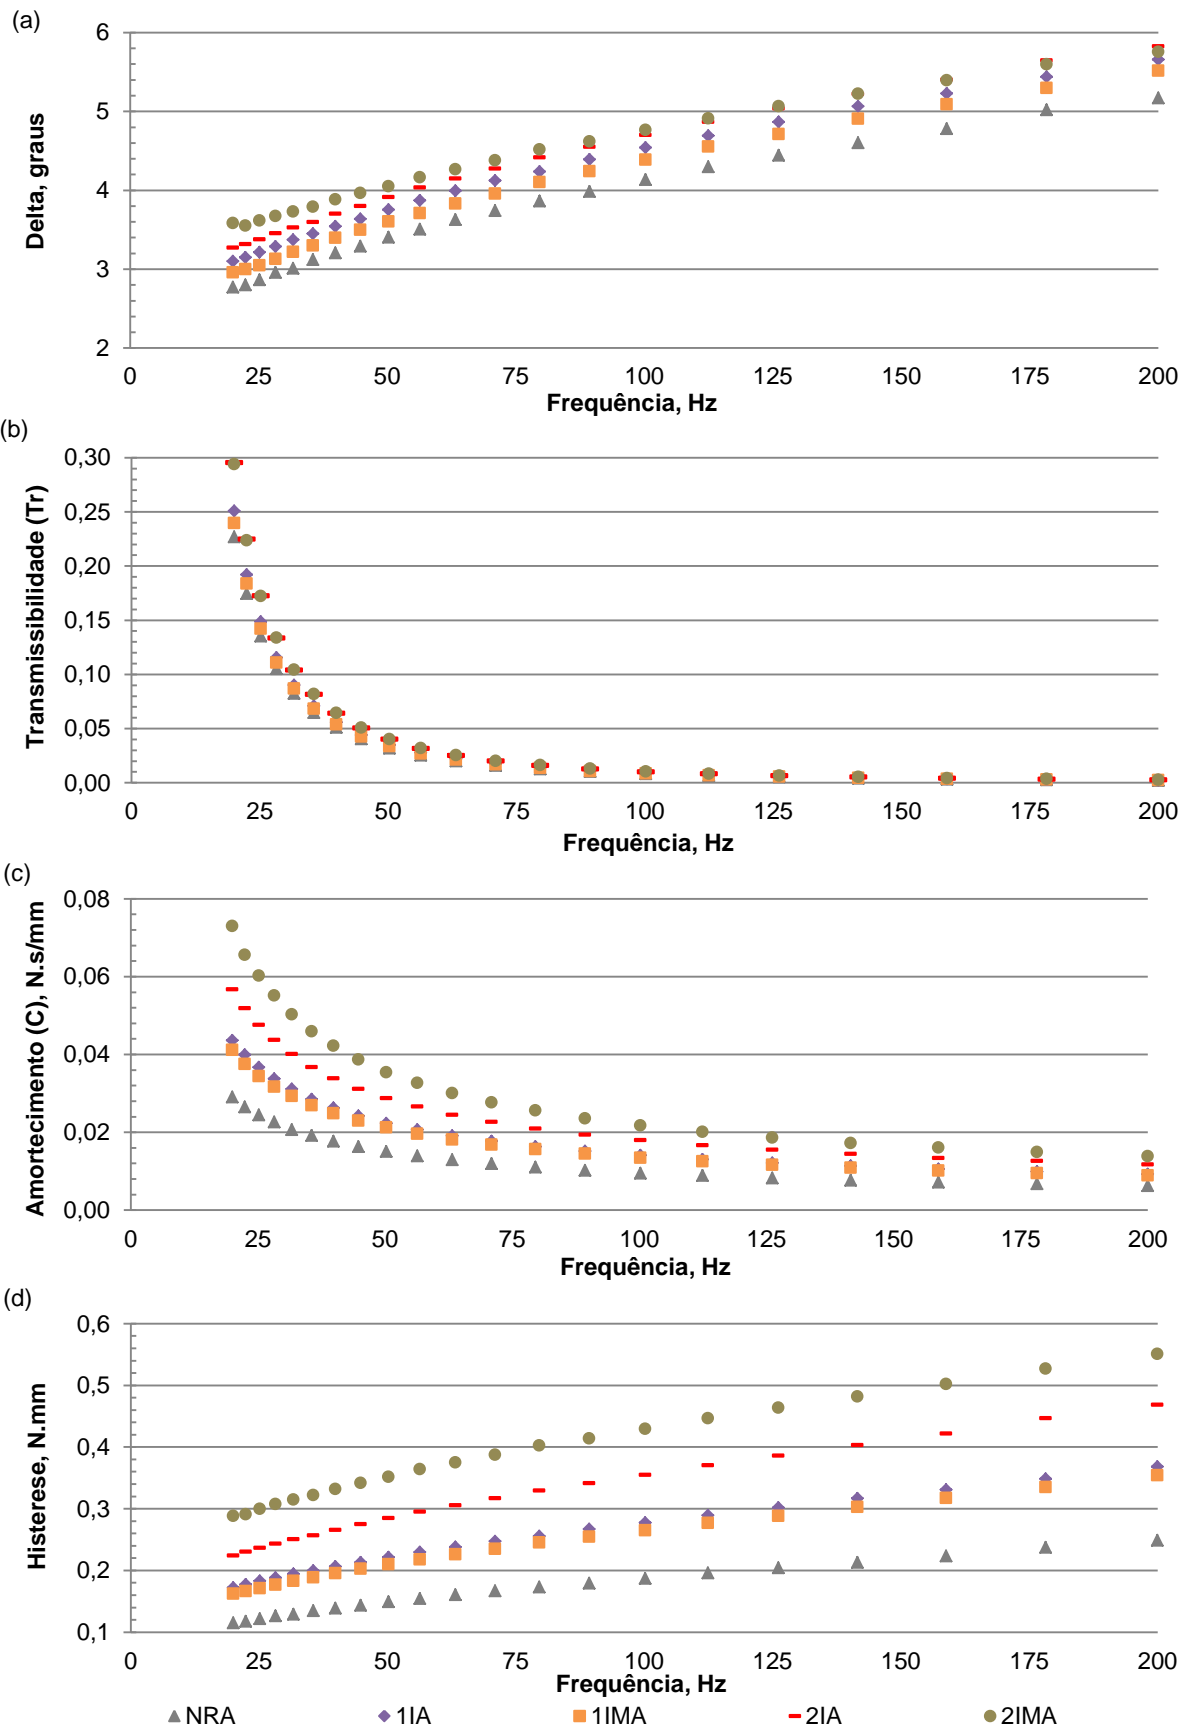 (a)
Delta, graus
6
5
4
3
2
0 25 50 75 100 125 150 175 200
Frequência, Hz
(b)
Transmissibilidade (Tr)
0,30
0,25
0,20
0,15
0,10
0,05
0,00
0 25 50 75 100 125 150 175 200
Frequência, Hz
(c)
Amortecimento (C), N.s/mm
0,08
0,06
0,04
0,02
0,00
0 25 50 75 100 125 150 175 200
Frequência, Hz
(d)
Histerese, N.mm
0,6
0,5
0,4
0,3
0,2
0,1
0 25 50 75 100 125 150 175 200
Frequência, Hz
NRA 1IA 1IMA 2IA 2IMA